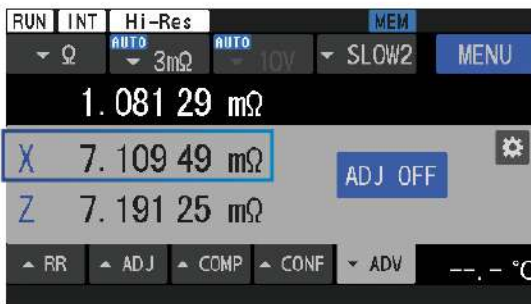 RUN INT Hi-Res MEM
Ω AUTO 3mΩ AUTO 10V SLOW2 MENU
1.081 29 mΩ
X 7.109 49 mΩ
ADJ OFF
Z 7.191 25 mΩ
RR ADJ COMP CONF ADV --.- °C